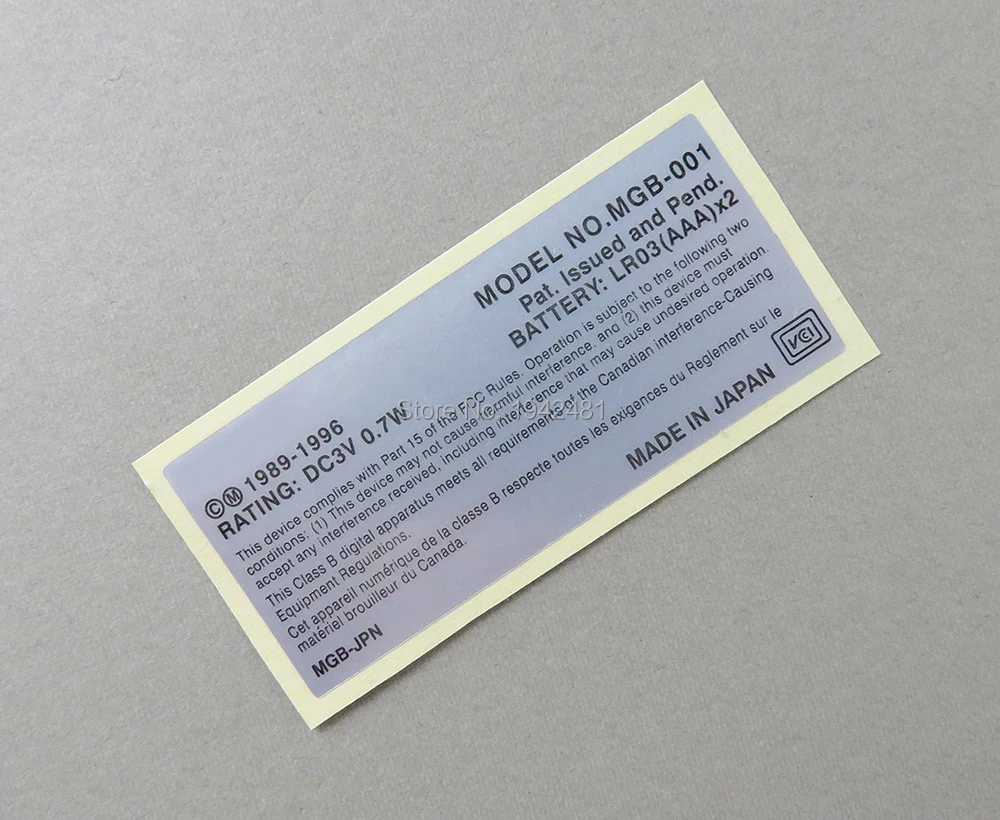 MODEL NO.MGB-001
Pat. Issued and Pend.
BATTERY: LR03(AAA)x2
©Ⓜ 1989-1996
RATING: DC3V 0.7W
This device complies with Part 15 of the FCC Rules. Operation is subject to the following two
conditions: (1) This device may not cause harmful interference, and (2) this device must
accept any interference received, including interference that may cause undesired operation.
This Class B digital apparatus meets all requirements of the Canadian interference-Causing
Equipment Regulations.
Cet appareil numérique de la classe B respecte toutes les exigences du Reglement sur le
matériel brouilleur du Canada.
VCI
MGB-JPN
MADE IN JAPAN
Store No: 1942481